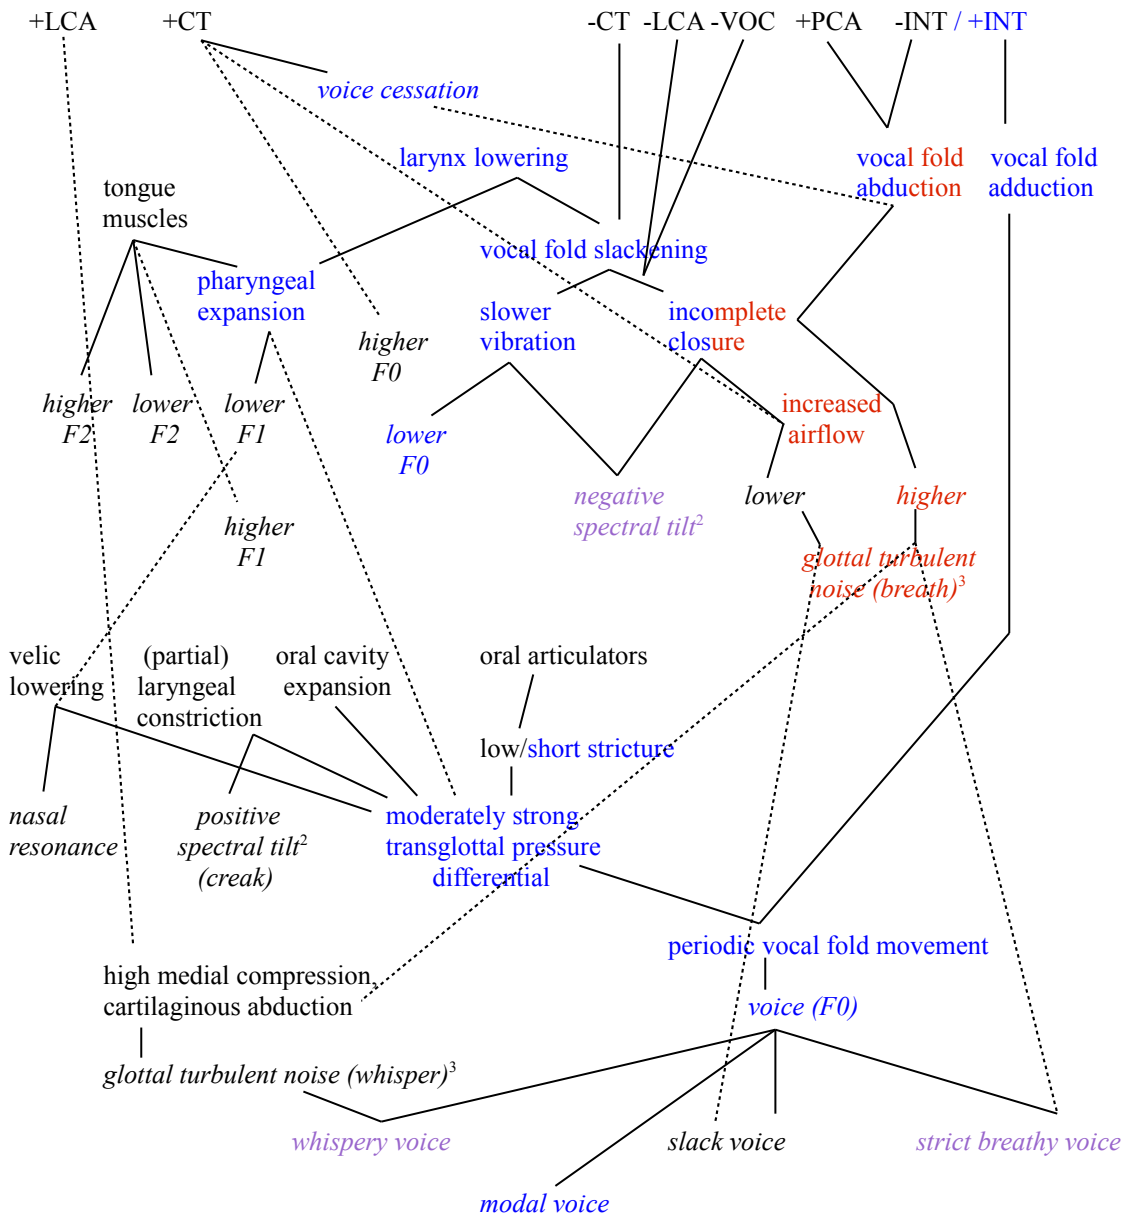 +LCA
+CT
-CT
-LCA
-VOC
+PCA
-INT / +INT
voice cessation
larynx lowering
vocal fold
abduction
vocal fold
adduction
tongue
muscles
vocal fold slackening
pharyngeal
expansion
slower
vibration
incomplete
closure
higher
F0
higher
F2
lower
F2
lower
F1
increased
airflow
lower
F0
negative
spectral tilt²
lower
higher
higher
F1
glottal turbulent
noise (breath)³
velic
lowering
(partial)
laryngeal
constriction
oral cavity
expansion
oral articulators
low/short stricture
nasal
resonance
positive
spectral tilt²
(creak)
moderately strong
transglottal pressure
differential
periodic vocal fold movement
high medial compression,
cartilaginous abduction
voice (F0)
glottal turbulent noise (whisper)³
whispery voice
slack voice
strict breathy voice
modal voice